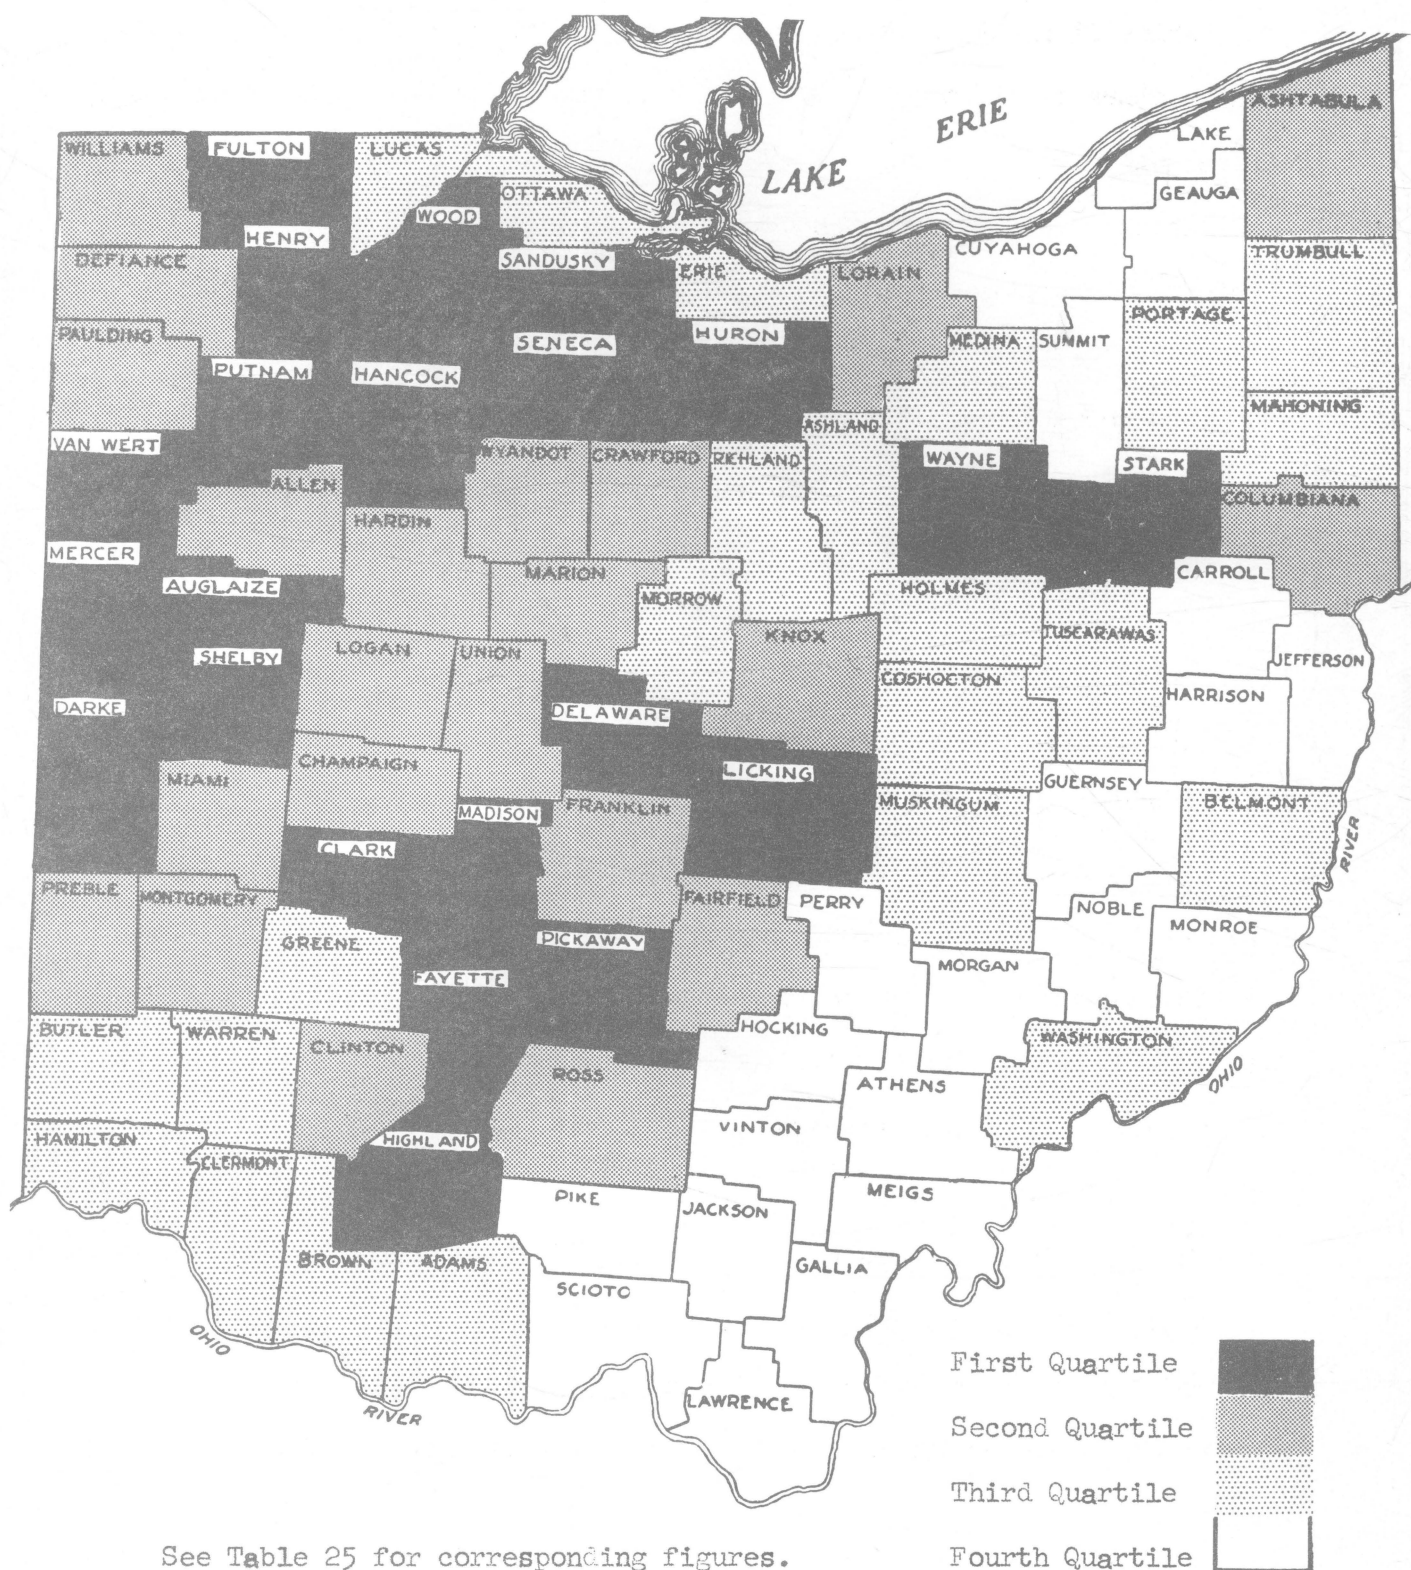 LAKE ERIE
ASHTABULA
LAKE
WILLIAMS
FULTON
LUCAS
GEAUGA
OTTAWA
WOOD
HENRY
CUYAHOGA
TRUMBULL
DEFIANCE
SANDUSKY
ERIE
LORAIN
PORTAGE
PAULDING
SENECA
HURON
MEDINA
SUMMIT
PUTNAM
HANCOCK
MAHONING
ASHLAND
VAN WERT
WYANDOT
CRAWFORD
RICHLAND
WAYNE
STARK
ALLEN
COLUMBIANA
HARDIN
MERCER
MARION
CARROLL
AUGLAIZE
MORROW
HOLMES
KNOX
TUSCARAWAS
LOGAN
UNION
SHELBY
JEFFERSON
COSHOCTON
HARRISON
DARKE
DELAWARE
CHAMPAIGN
LICKING
MIAMI
GUERNSEY
MADISON
FRANKLIN
MUSKINGUM
BELMONT
CLARK
RIVER
PREBLE
MONTGOMERY
FAIRFIELD
PERRY
NOBLE
MONROE
GREENE
PICKAWAY
FAYETTE
MORGAN
BUTLER
WARREN
CLINTON
HOCKING
WASHINGTON
ROSS
ATHENS
OHIO
HAMILTON
HIGHLAND
VINTON
CLERMONT
PIKE
JACKSON
MEIGS
BROWN
ADAMS
GALLIA
SCIOTO
OHIO
LAWRENCE
RIVER
First Quartile
Second Quartile
Third Quartile
Fourth Quartile
See Table 25 for corresponding figures.